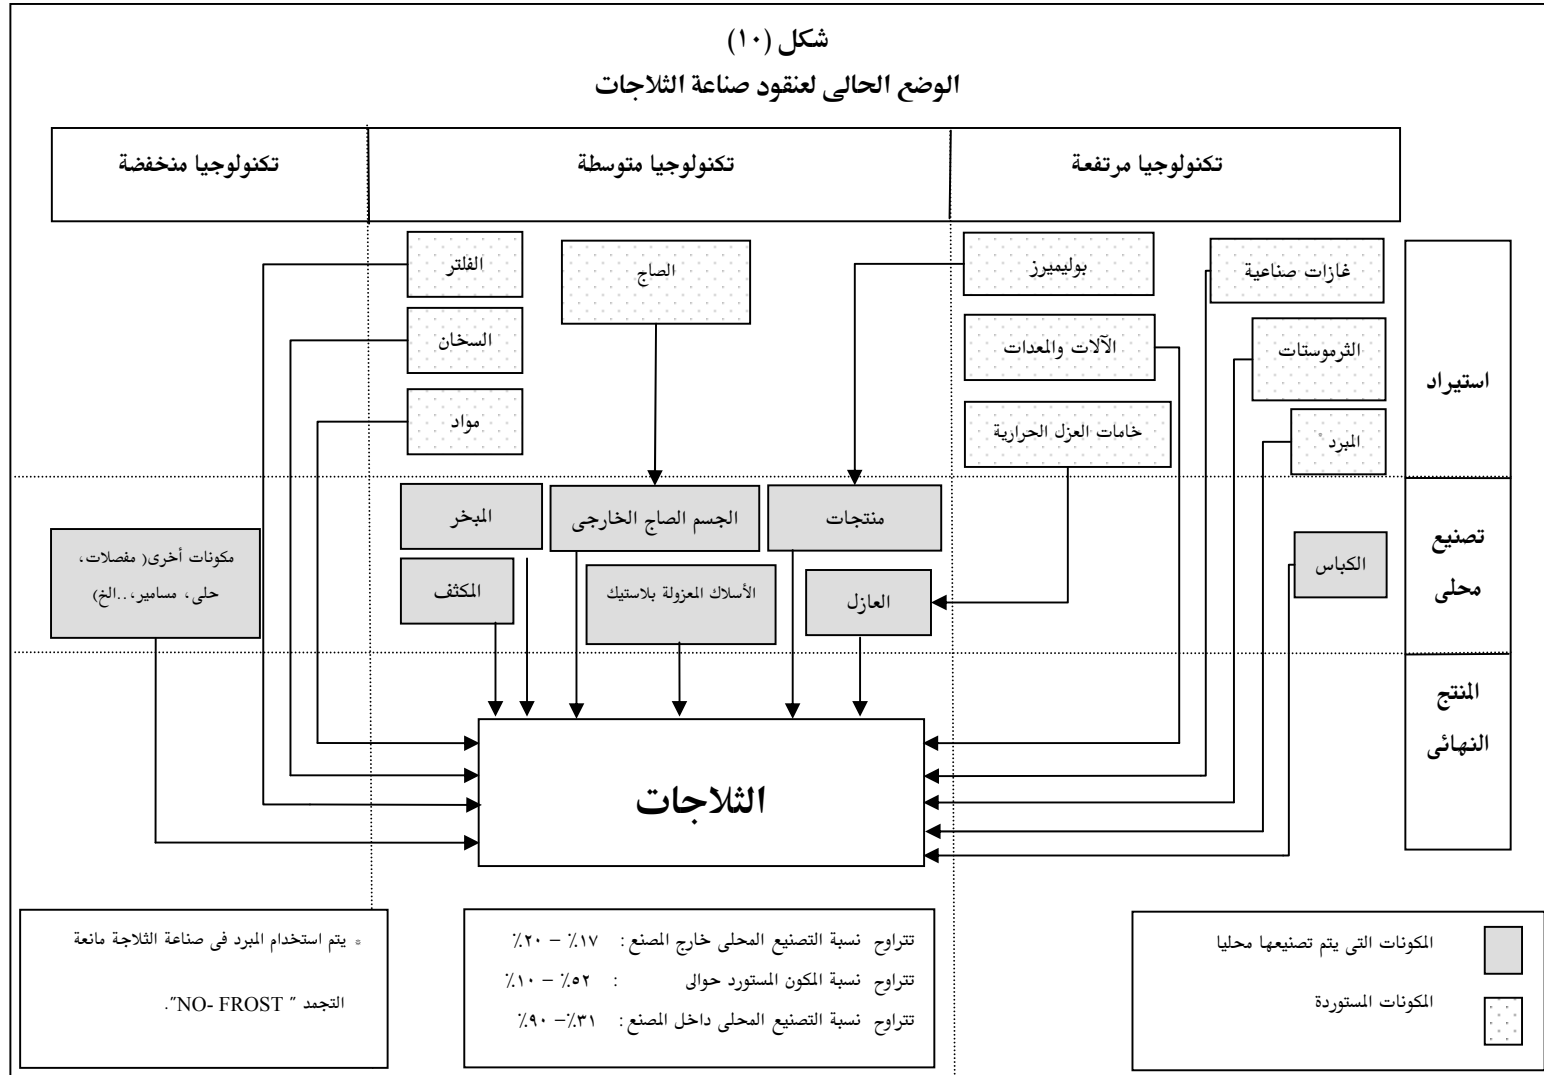 شكل (١٠)
الوضع الحالى لعنقود صناعة الثلاجات
تكنولوجيا مرتفعة
تكنولوجيا متوسطة
تكنولوجيا منخفضة
استيراد
غازات صناعية
بوليميرز
الصاج
الفلتر
الثرموستات
الآلات والمعدات
السخان
المبرد *
خامات العزل الحرارية
مواد
تصنيع
محلى
الكباس
منتجات
الجسم الصاج الخارجى
المبخر
العازل
الأسلاك المعزولة بلاستيك
المكثف
مكونات أخرى( مفصلات،
حلى، مسامير،..الخ)
المنتج
النهائى
الثلاجات
المكونات التى يتم تصنيعها محليا
المكونات المستوردة
تتراوح نسبة التصنيع المحلى خارج المصنع : ١٧٪ – ٢٠٪
تتراوح نسبة المكون المستورد حوالى : ٥٢٪ – ١٠٪
تتراوح نسبة التصنيع المحلى داخل المصنع : ٣١٪– ٩٠٪
* يتم استخدام المبرد فى صناعة الثلاجة مانعة
التجمد " NO- FROST".